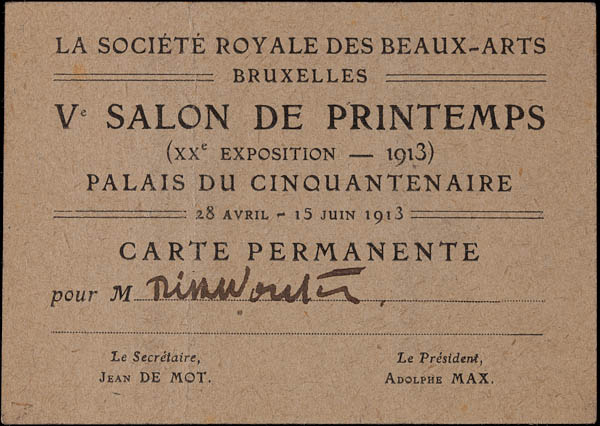 LA SOCIÉTÉ ROYALE DES BEAUX-ARTS
BRUXELLES
Ve SALON DE PRINTEMPS
(XXe EXPOSITION — 1913)
PALAIS DU CINQUANTENAIRE
28 AVRIL - 15 JUIN 1913
CARTE PERMANENTE
pour M
Le Secrétaire,
JEAN DE MOT.
Le Président,
ADOLPHE MAX.